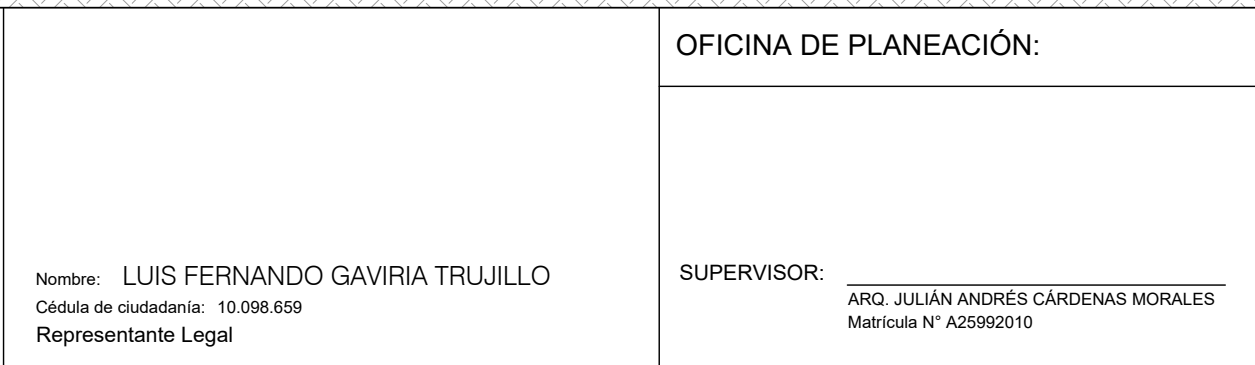 OFICINA DE PLANEACIÓN:
Nombre: LUIS FERNANDO GAVIRIA TRUJILLO
Cédula de ciudadanía: 10.098.659
Representante Legal
SUPERVISOR:
ARQ. JULIÁN ANDRÉS CÁRDENAS MORALES
Matrícula N° A25992010